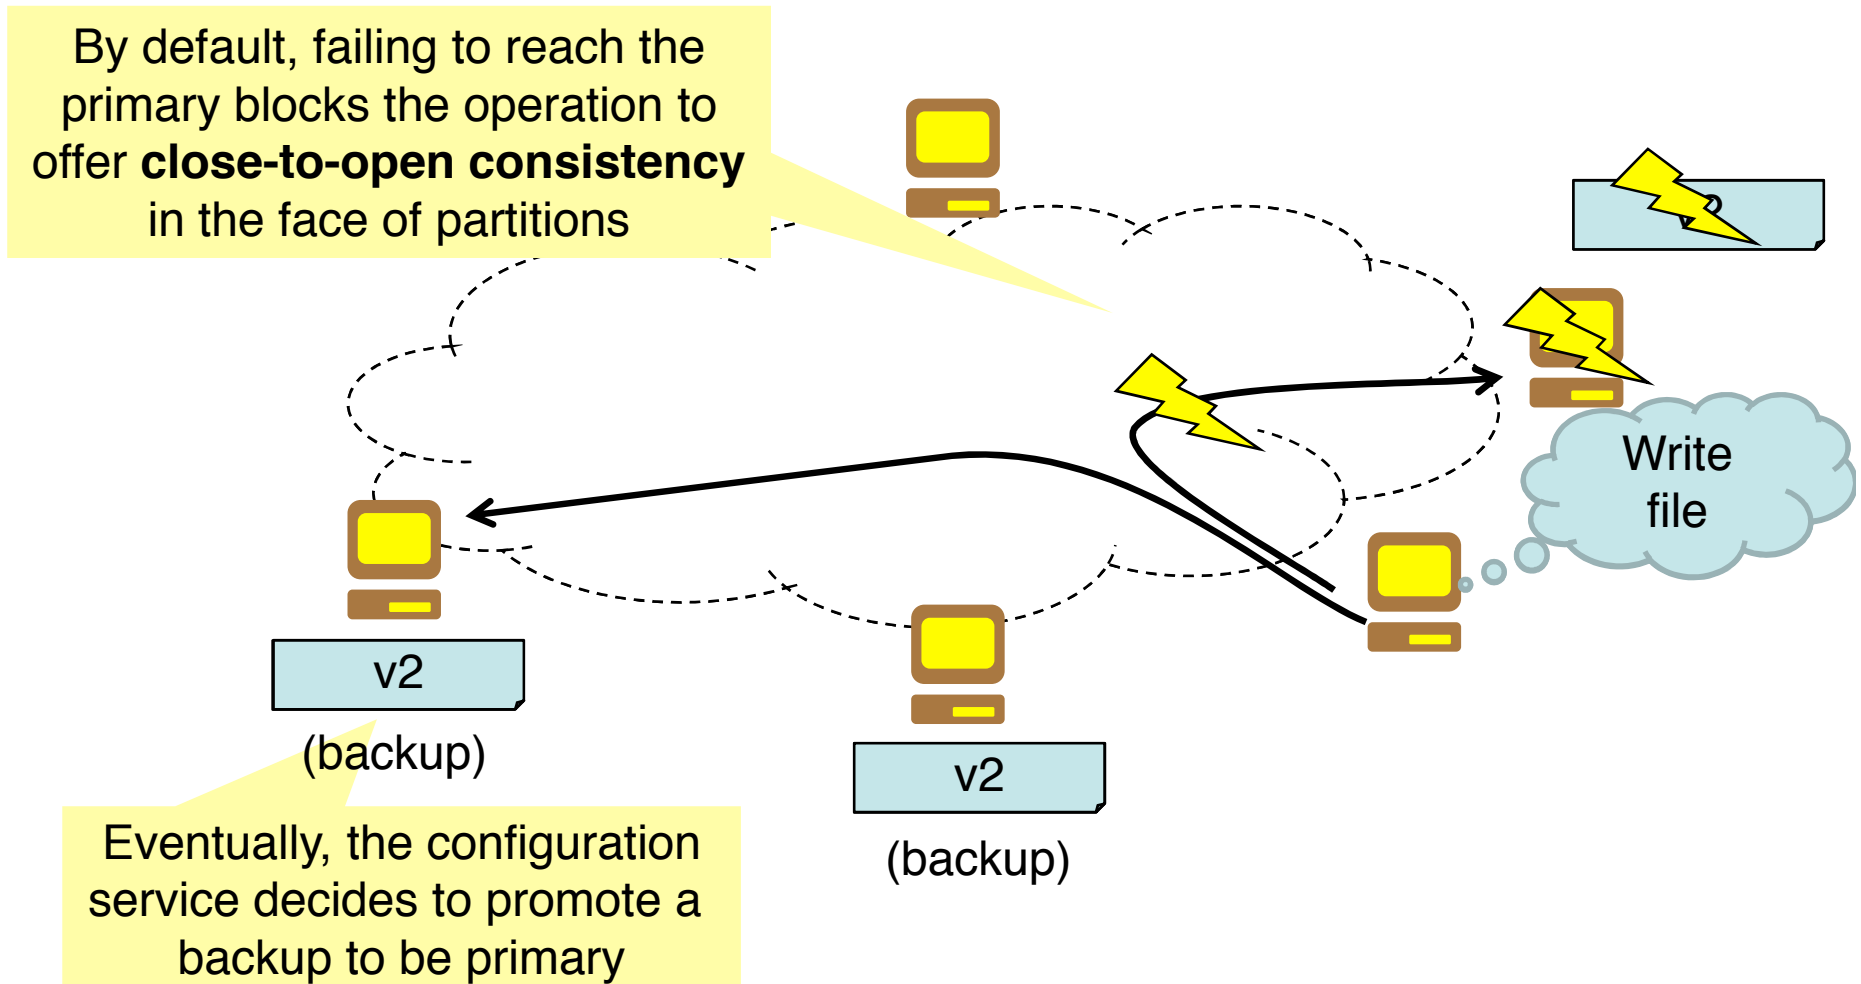 By default, failing to reach the
primary blocks the operation to
offer close-to-open consistency
in the face of partitions
Write
file
v2
(backup)
v2
(backup)
Eventually, the configuration
service decides to promote a
backup to be primary